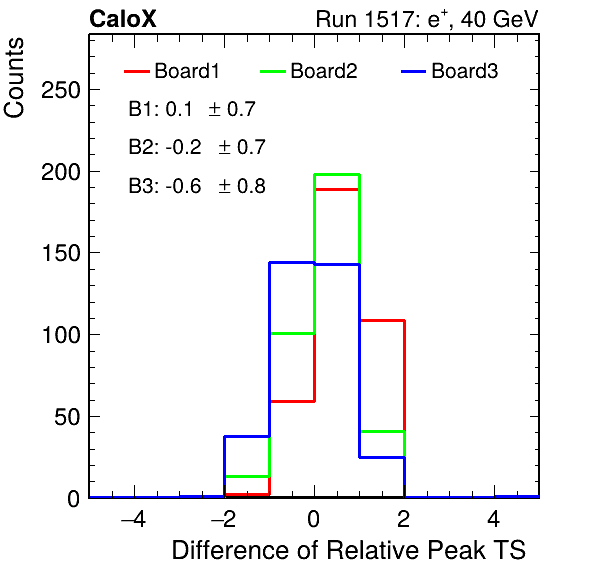 CaloX Run 1517: e⁺, 40 GeV
Counts
Board1 Board2 Board3
B1: 0.1 ± 0.7
B2: -0.2 ± 0.7
B3: -0.6 ± 0.8
250
200
150
100
50
0
−4 −2 0 2 4
Difference of Relative Peak TS